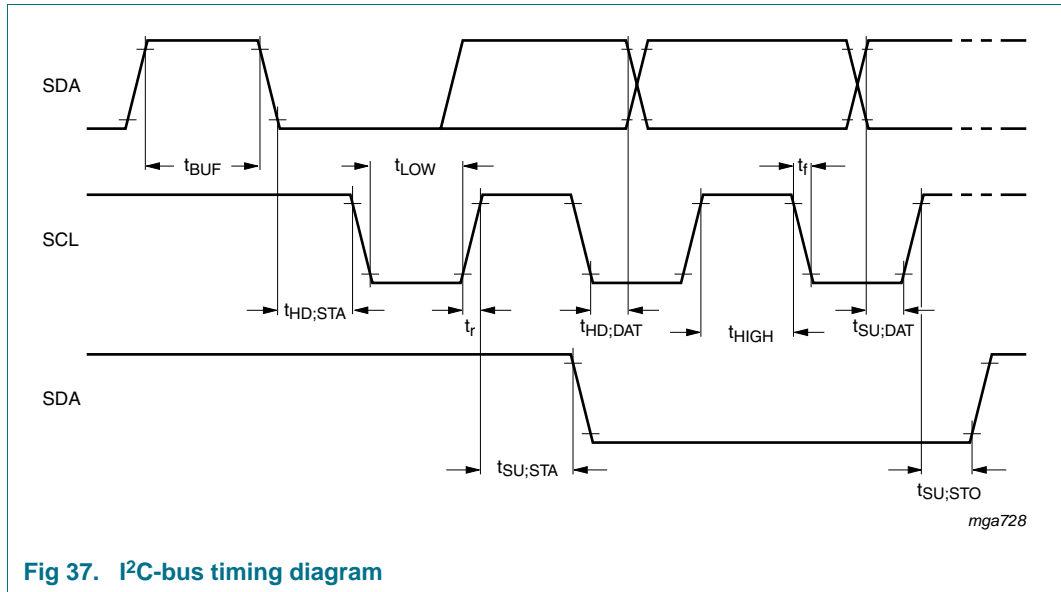 SDA
tBUF
tLOW
tf
SCL
tHD;STA
tr
tHD;DAT
tHIGH
tSU;DAT
SDA
tSU;STA
tSU;STO
mga728
Fig 37. I²C-bus timing diagram